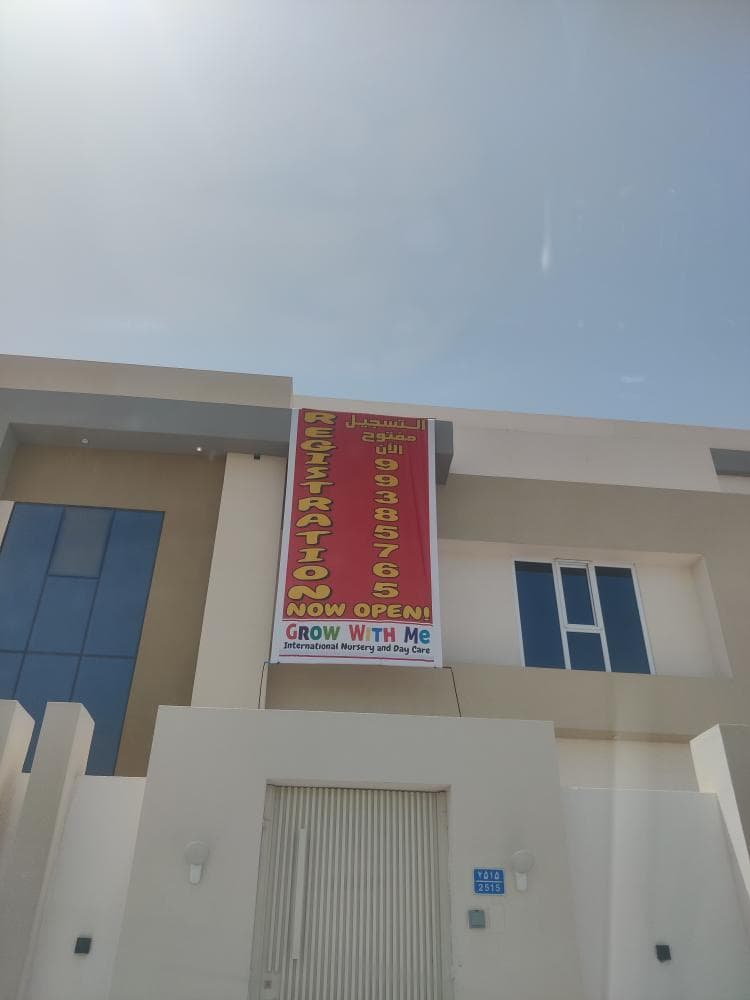 REGISTRATION
التسجيل
مفتوح
الآن
99385765
NOW OPEN!
GROW WITH Me
International Nursery and Day Care
٢٥١٥
2515